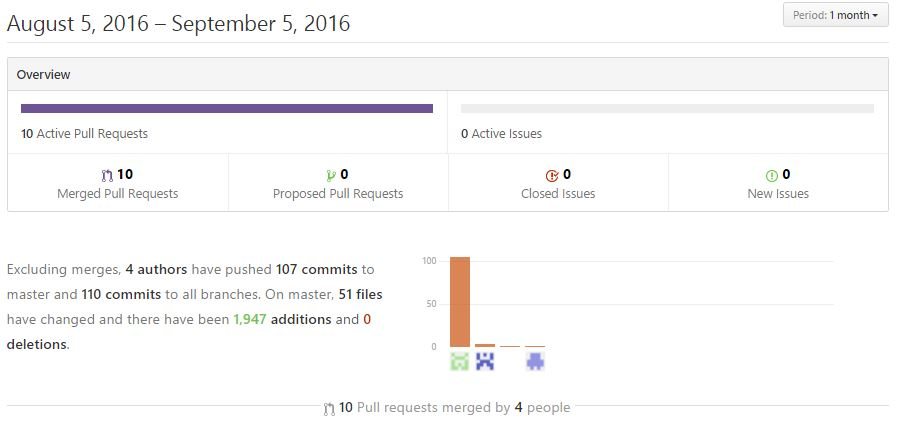 August 5, 2016 – September 5, 2016
Period: 1 month
Overview
10 Active Pull Requests
0 Active Issues
10
Merged Pull Requests
0
Proposed Pull Requests
0
Closed Issues
0
New Issues
Excluding merges, 4 authors have pushed 107 commits to
master and 110 commits to all branches. On master, 51 files
have changed and there have been 1,947 additions and 0
deletions.
100
50
0
10 Pull requests merged by 4 people